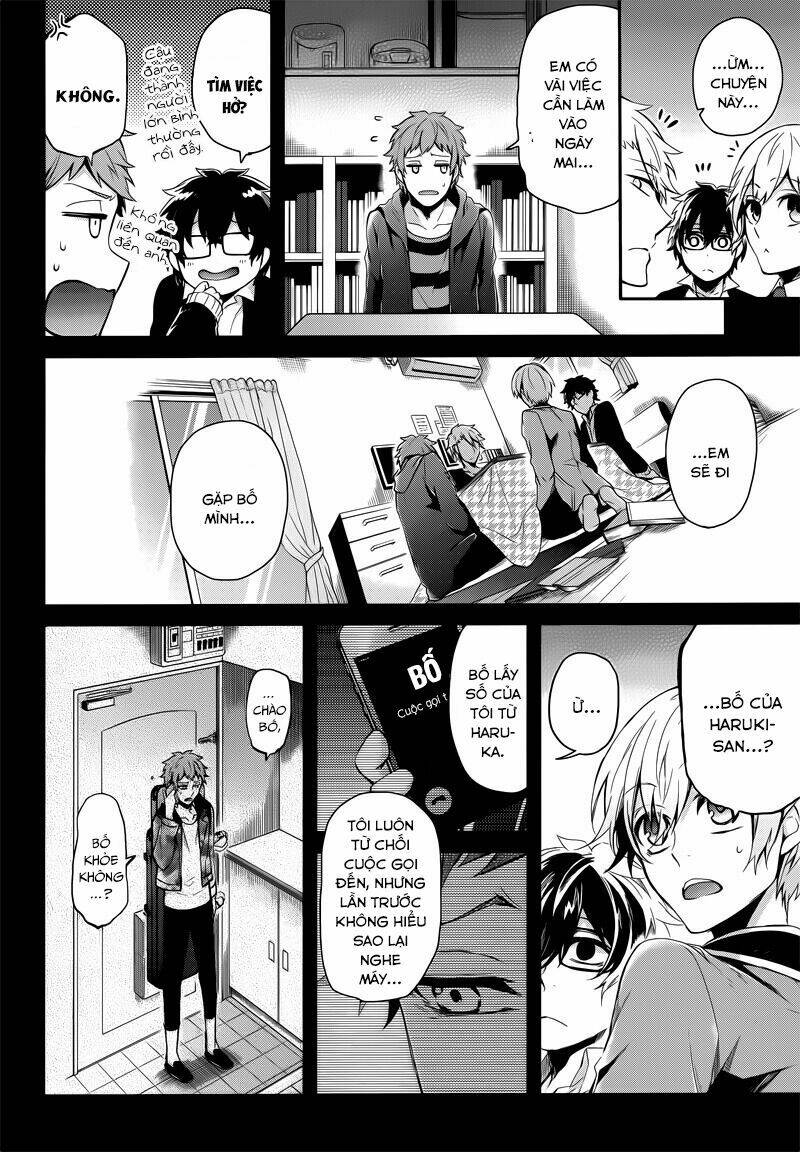 ...ỪM...
CHUYỆN
NÀY...
EM CÓ
VÀI VIỆC
CẦN LÀM
VÀO
NGÀY
MAI...
TÌM VIỆC
HỞ?
Cậu
đang
thành
người
lớn bình
thường
rồi đấy.
KHÔNG.
Không
liên quan
đến anh
...EM
SẼ ĐI
GẶP BỐ
MÌNH...
...BỐ CỦA
HARUKI-
SAN...?
Ừ...
BỐ
Cuộc gọi t
BỐ LẤY
SỐ CỦA
TÔI TỪ
HARU-
KA.
TÔI LUÔN
TỪ CHỐI
CUỘC GỌI
ĐẾN, NHƯNG
LẦN TRƯỚC
KHÔNG HIỂU
SAO LẠI
NGHE
MÁY...
...
CHÀO
BỐ,
BỐ
KHỎE
KHÔNG
...?